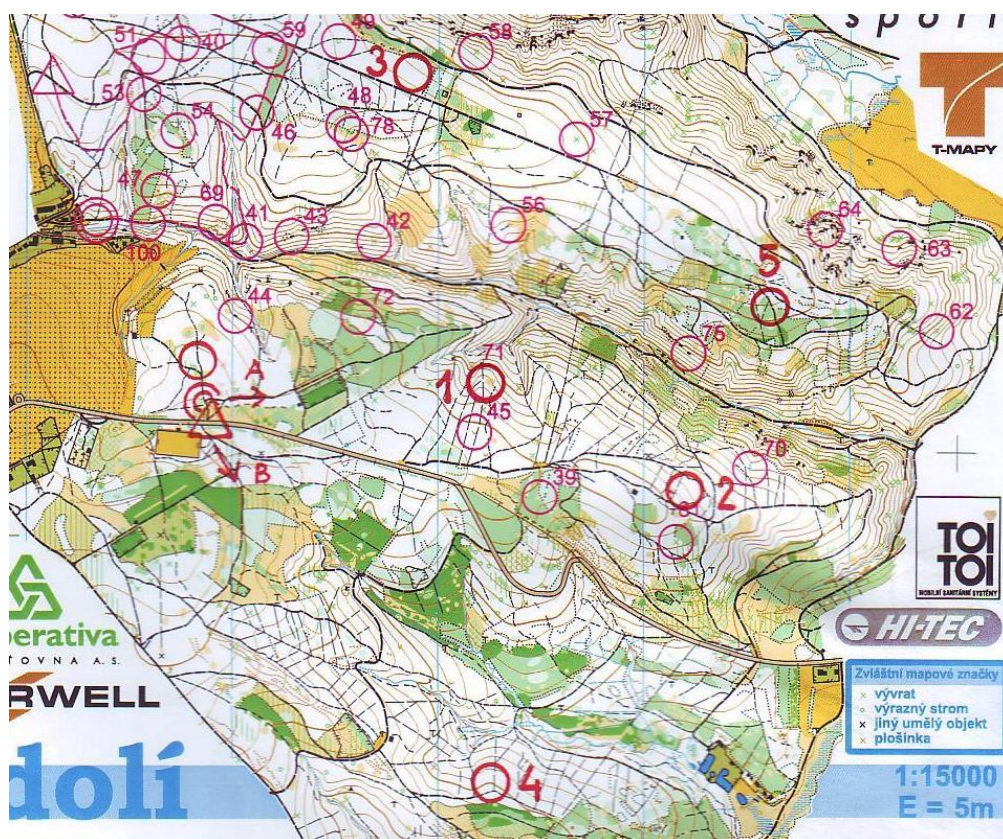 sport
T-MAPY
51
40
59
49
58
3
53
54
46
48
78
57
47
69
41
43
42
56
64
63
100
5
44
72
75
62
A
71
1
45
B
39
70
2
TOI
TOI
MOBILNÍ SANITÁRNÍ SYSTÉMY
HI-TEC
perativa
TOVNA A.S.
RWELL
Zvláštní mapové značky
× vývrat
○ výrazný strom
× jiný umělý objekt
× plošinka
dolí
4
1:15000
E = 5m